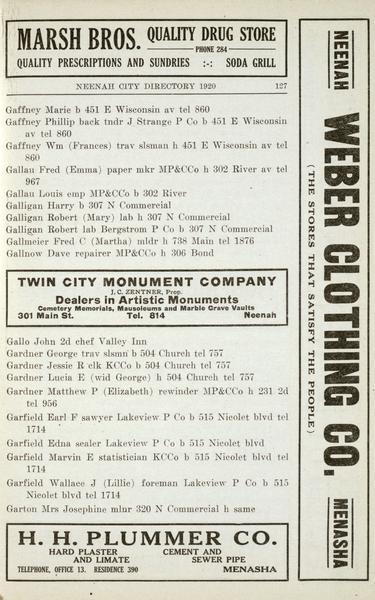 MARSH BROS. QUALITY DRUG STORE
PHONE 284
QUALITY PRESCRIPTIONS AND SUNDRIES :-: SODA GRILL
NEENAH CITY DIRECTORY 1920 127
Gaffney Marie b 451 E Wisconsin av tel 860
Gaffney Phillip back tndr J Strange P Co b 451 E Wisconsin
av tel 860
Gaffney Wm (Frances) trav slsman h 451 E Wisconsin av tel
860
Gallau Fred (Emma) paper mkr MP&CCo h 302 River av tel
967
Gallau Louis emp MP&CCo b 302 River
Galligan Harry b 307 N Commercial
Galligan Robert (Mary) lab h 307 N Commercial
Galligan Robert lab Bergstrom P Co b 307 N Commercial
Gallmeier Fred C (Martha) mldr h 738 Main tel 1876
Gallnow Dave repairer MP&CCo h 306 Bond
TWIN CITY MONUMENT COMPANY
J. C. ZENTNER, Prop.
Dealers in Artistic Monuments
Cemetery Memorials, Mausoleums and Marble Grave Vaults
301 Main St. Tel. 814 Neenah
Gallo John 2d chef Valley Inn
Gardner George trav slsmn b 504 Church tel 757
Gardner Jessie R clk KCCo b 504 Church tel 757
Gardner Lucia E (wid George) h 504 Church tel 757
Gardner Matthew P (Elizabeth) rewinder MP&CCo h 231 2d
tel 956
Garfield Earl F sawyer Lakeview P Co b 515 Nicolet blvd tel
1714
Garfield Edna sealer Lakeview P Co b 515 Nicolet blvd
Garfield Marvin E statistician KCCo b 515 Nicolet blvd tel
1714
Garfield Wallace J (Lillie) foreman Lakeview P Co b 515
Nicolet blvd tel 1714
Garton Mrs Josephine mlnr 320 N Commercial h same
H. H. PLUMMER CO.
HARD PLASTER CEMENT AND
AND LIMATE SEWER PIPE
TELEPHONE, OFFICE 13. RESIDENCE 390 MENASHA
NEENAH WEBER CLOTHING CO. MENASHA
(THE STORES THAT SATISFY THE PEOPLE)